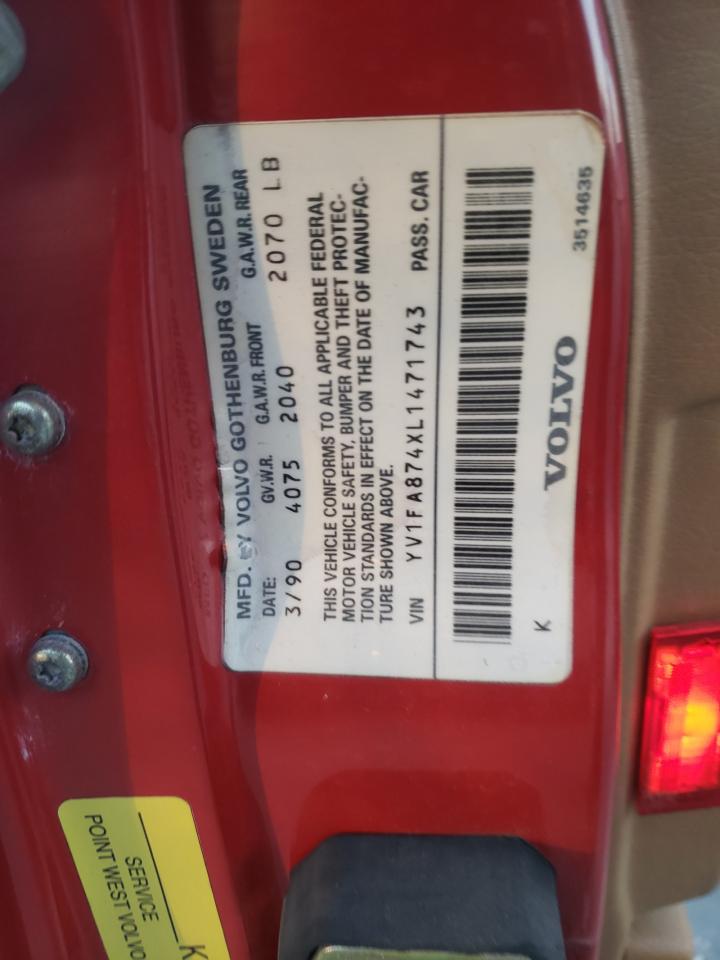 MFD. BY VOLVO GOTHENBURG SWEDEN
DATE: GV.W.R. G.A.W.R. FRONT G.A.W.R. REAR
3/90 4075 2040 2070 LB
THIS VEHICLE CONFORMS TO ALL APPLICABLE FEDERAL
MOTOR VEHICLE SAFETY, BUMPER AND THEFT PROTEC-
TION STANDARDS IN EFFECT ON THE DATE OF MANUFAC-
TURE SHOWN ABOVE.
VIN YV1FA874XL1471743 PASS. CAR
K
VOLVO
3514635
K
SERVICE
POINT WEST VOLVO